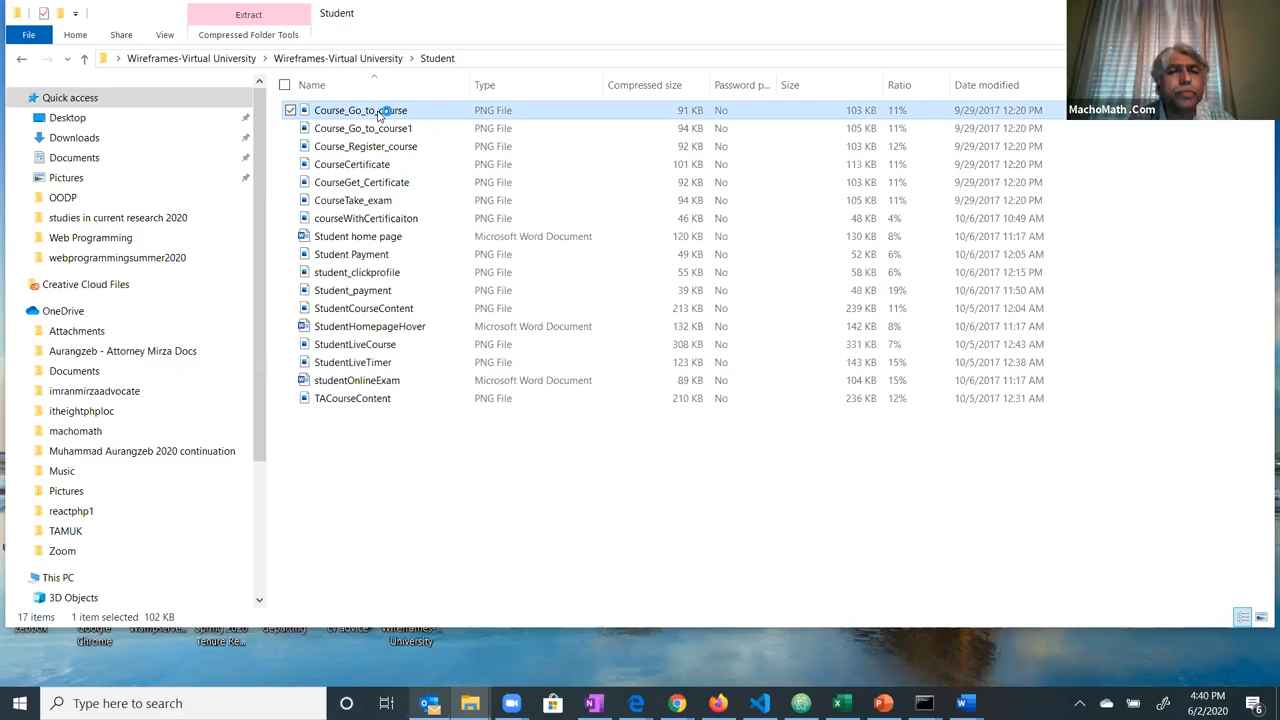 Extract
Student
File
Home
Share
View
Compressed Folder Tools
Wireframes-Virtual University > Wireframes-Virtual University > Student
Name Type Compressed size Password p... Size Ratio Date modified
Course_Go_to_course PNG File 91 KB No 103 KB 11% 9/29/2017 12:20 PM
Course_Go_to_course1 PNG File 94 KB No 105 KB 11% 9/29/2017 12:20 PM
Course_Register_course PNG File 92 KB No 103 KB 12% 9/29/2017 12:20 PM
CourseCertificate PNG File 101 KB No 113 KB 11% 9/29/2017 12:20 PM
CourseGet_Certificate PNG File 92 KB No 103 KB 11% 9/29/2017 12:20 PM
CourseTake_exam PNG File 94 KB No 105 KB 11% 9/29/2017 12:20 PM
courseWithCertificaiton PNG File 46 KB No 48 KB 4% 10/6/2017 10:49 AM
Student home page Microsoft Word Document 120 KB No 130 KB 8% 10/6/2017 11:17 AM
Student Payment PNG File 49 KB No 52 KB 6% 10/6/2017 12:05 AM
student_clickprofile PNG File 55 KB No 58 KB 6% 10/6/2017 12:15 PM
Student_payment PNG File 39 KB No 48 KB 19% 10/6/2017 11:50 AM
StudentCourseContent PNG File 213 KB No 239 KB 11% 10/5/2017 12:04 AM
StudentHomepageHover Microsoft Word Document 132 KB No 142 KB 8% 10/6/2017 11:17 AM
StudentLiveCourse PNG File 308 KB No 331 KB 7% 10/5/2017 12:43 AM
StudentLiveTimer PNG File 123 KB No 143 KB 15% 10/5/2017 12:38 AM
studentOnlineExam Microsoft Word Document 89 KB No 104 KB 15% 10/6/2017 11:17 AM
TACourseContent PNG File 210 KB No 236 KB 12% 10/5/2017 12:31 AM
Quick access
Desktop
Downloads
Documents
Pictures
OODP
studies in current research 2020
Web Programming
webprogrammingsummer2020
Creative Cloud Files
OneDrive
Attachments
Aurangzeb - Attorney Mirza Docs
Documents
imranmirzaadvocate
itheightphploc
machomath
Muhammad Aurangzeb 2020 continuation
Music
Pictures
reactphp1
TAMUK
Zoom
This PC
3D Objects
17 items 1 item selected 102 KB
MachoMath .Com
Google
Chrome
Wampserve...
Spring 2020
Tenure Re...
departing
cv advice
Wireframes-...
University
Type here to search
4:40 PM
6/2/2020
6